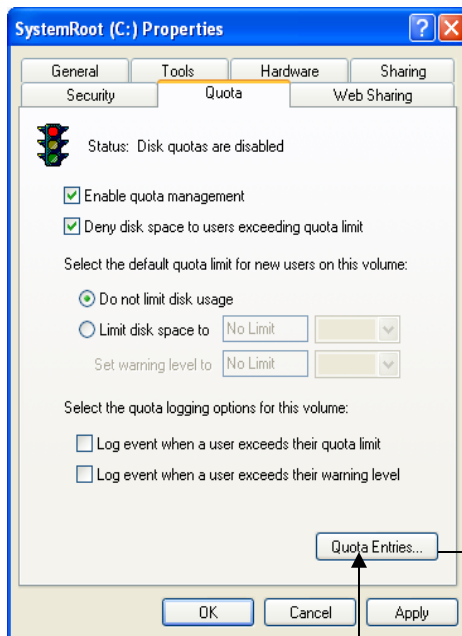 SystemRoot (C:) Properties
General Tools Hardware Sharing
Security Quota Web Sharing
Status: Disk quotas are disabled
Enable quota management
Deny disk space to users exceeding quota limit
Select the default quota limit for new users on this volume:
Do not limit disk usage
Limit disk space to No Limit
Set warning level to No Limit
Select the quota logging options for this volume:
Log event when a user exceeds their quota limit
Log event when a user exceeds their warning level
Quota Entries...
OK Cancel Apply